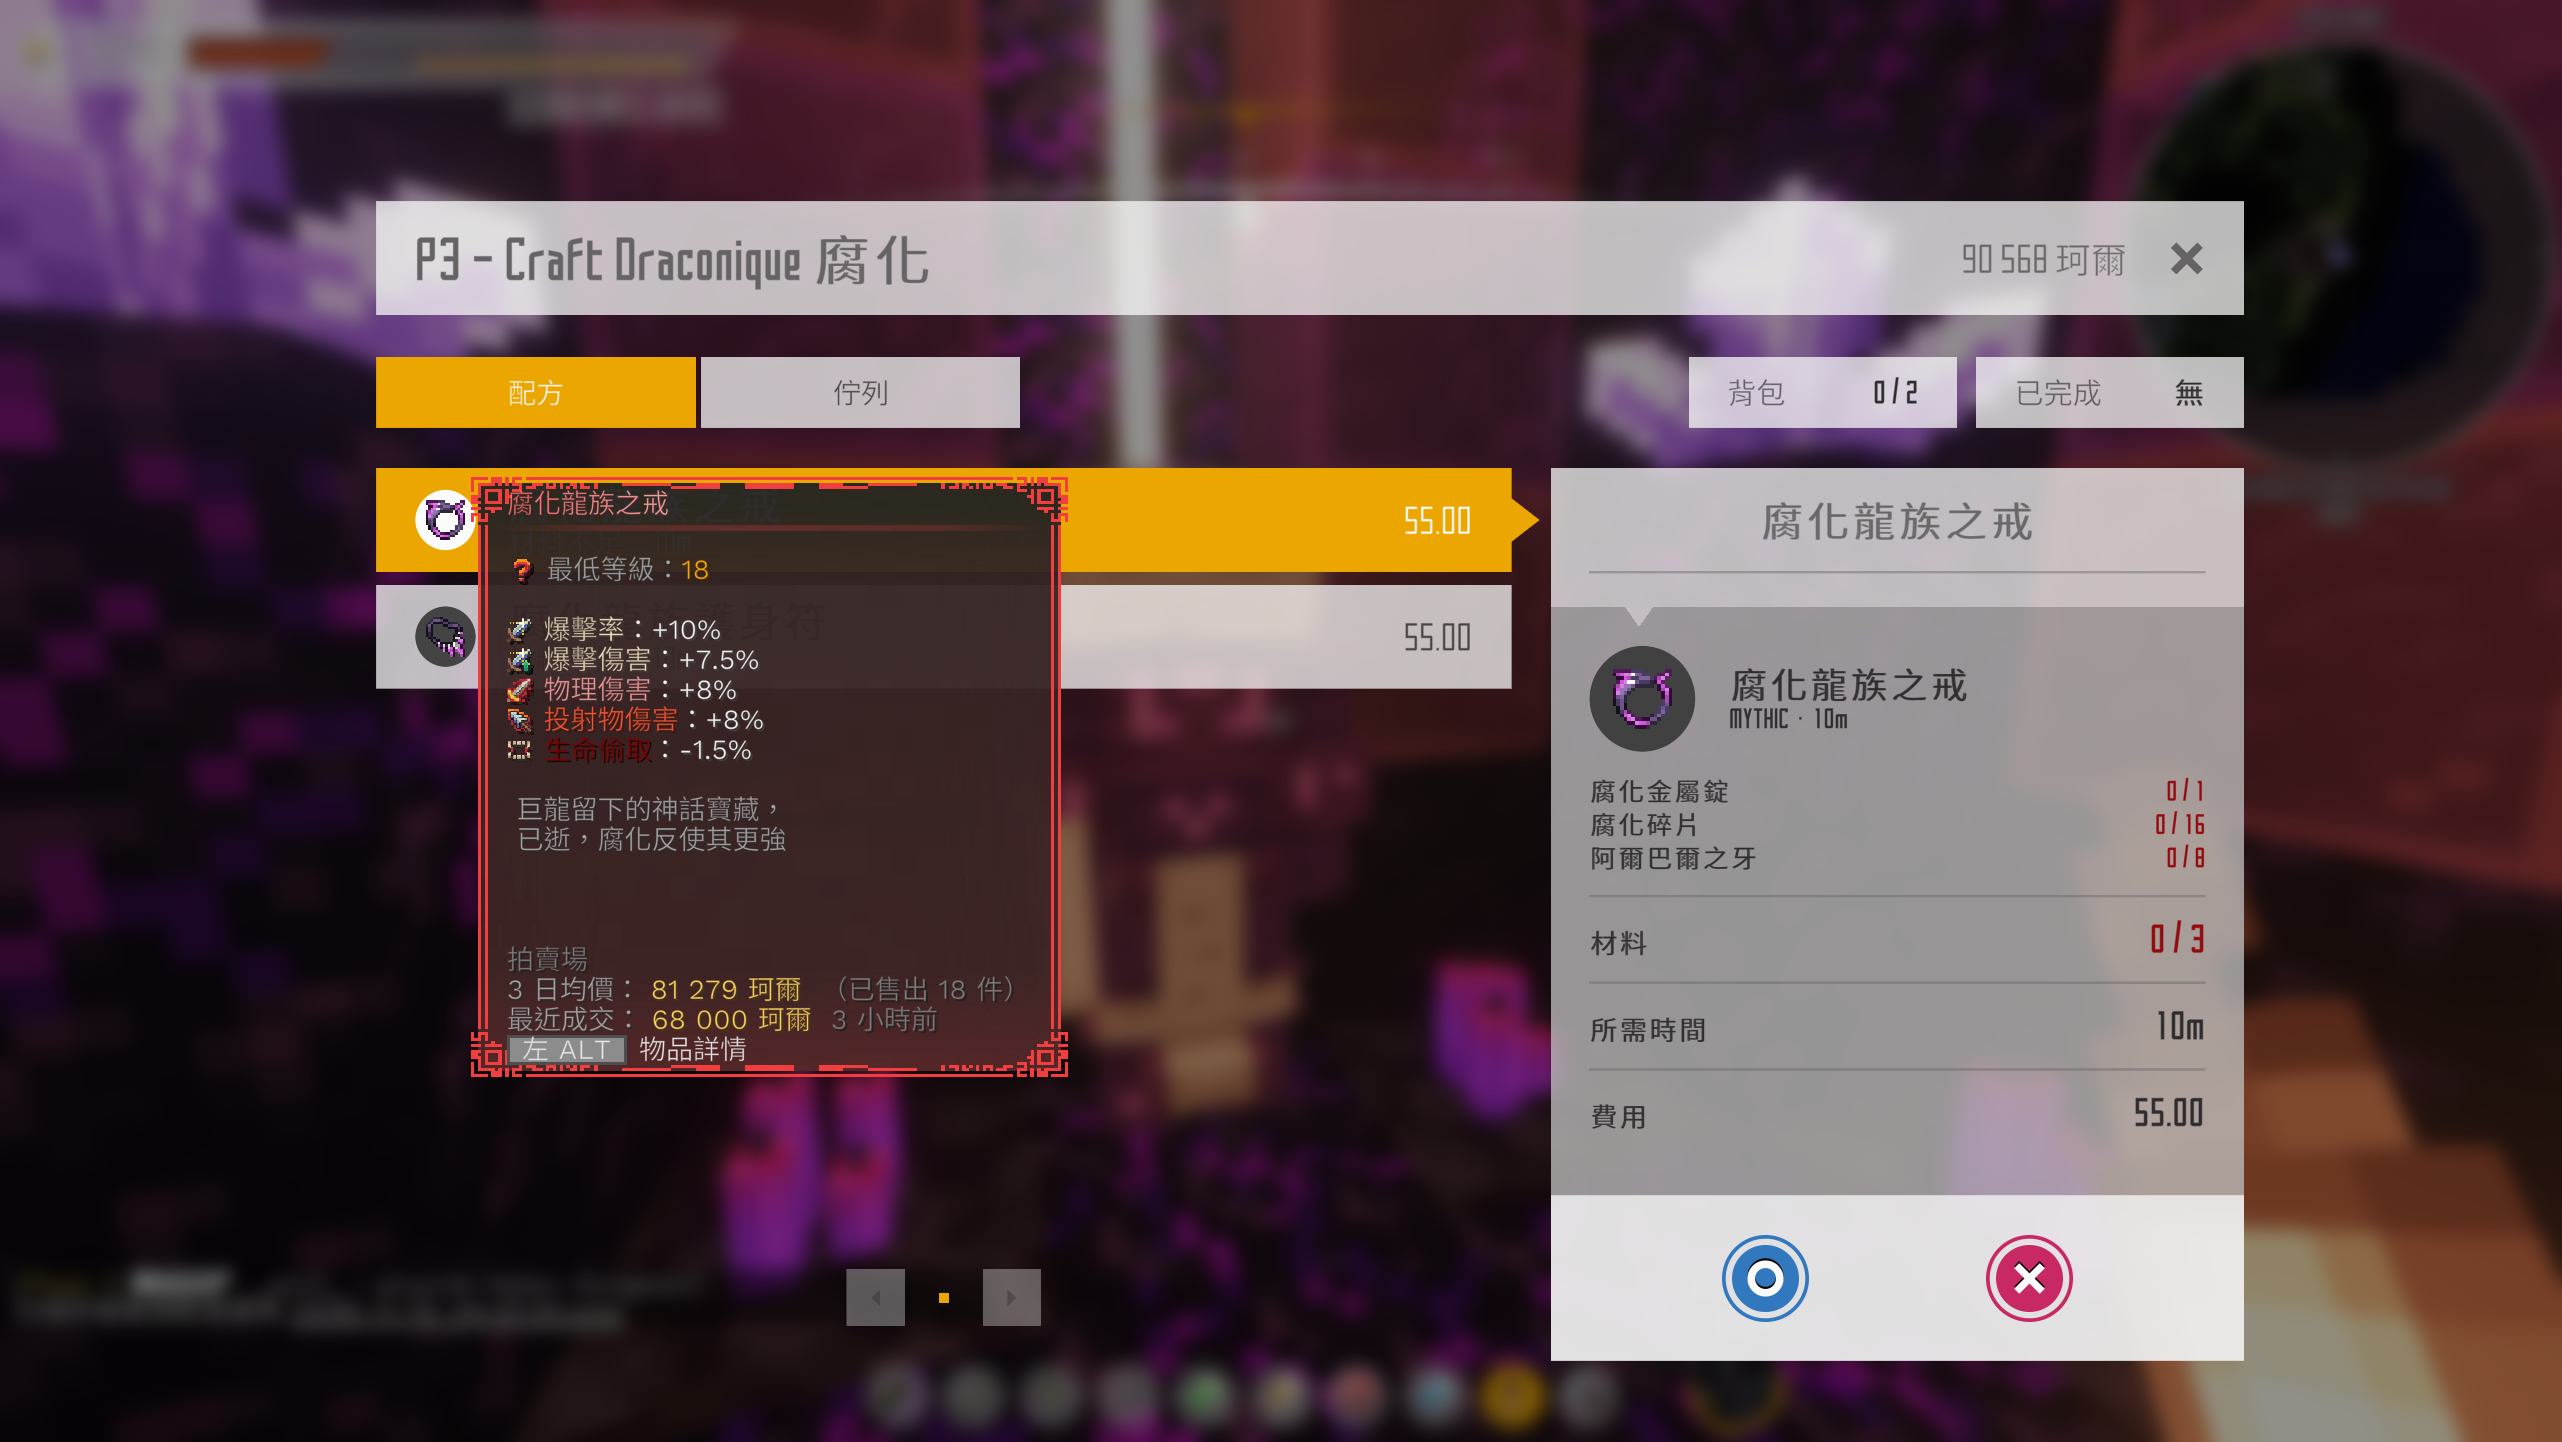 P3 - Craft Draconique 腐化
90 568 珂爾
配方
佇列
背包 0/2
已完成 無
55.00
55.00
腐化龍族之戒
最低等級：18
爆擊率：+10%
爆擊傷害：+7.5%
物理傷害：+8%
投射物傷害：+8%
生命偷取：-1.5%
巨龍留下的神話寶藏，
已逝，腐化反使其更強
拍賣場
3 日均價： 81 279 珂爾 （已售出 18 件）
最近成交： 68 000 珂爾 3 小時前
左 ALT 物品詳情
腐化龍族之戒
腐化龍族之戒
MYTHIC · 10m
腐化金屬錠 0/1
腐化碎片 0/16
阿爾巴爾之牙 0/8
材料 0/3
所需時間 10m
費用 55.00